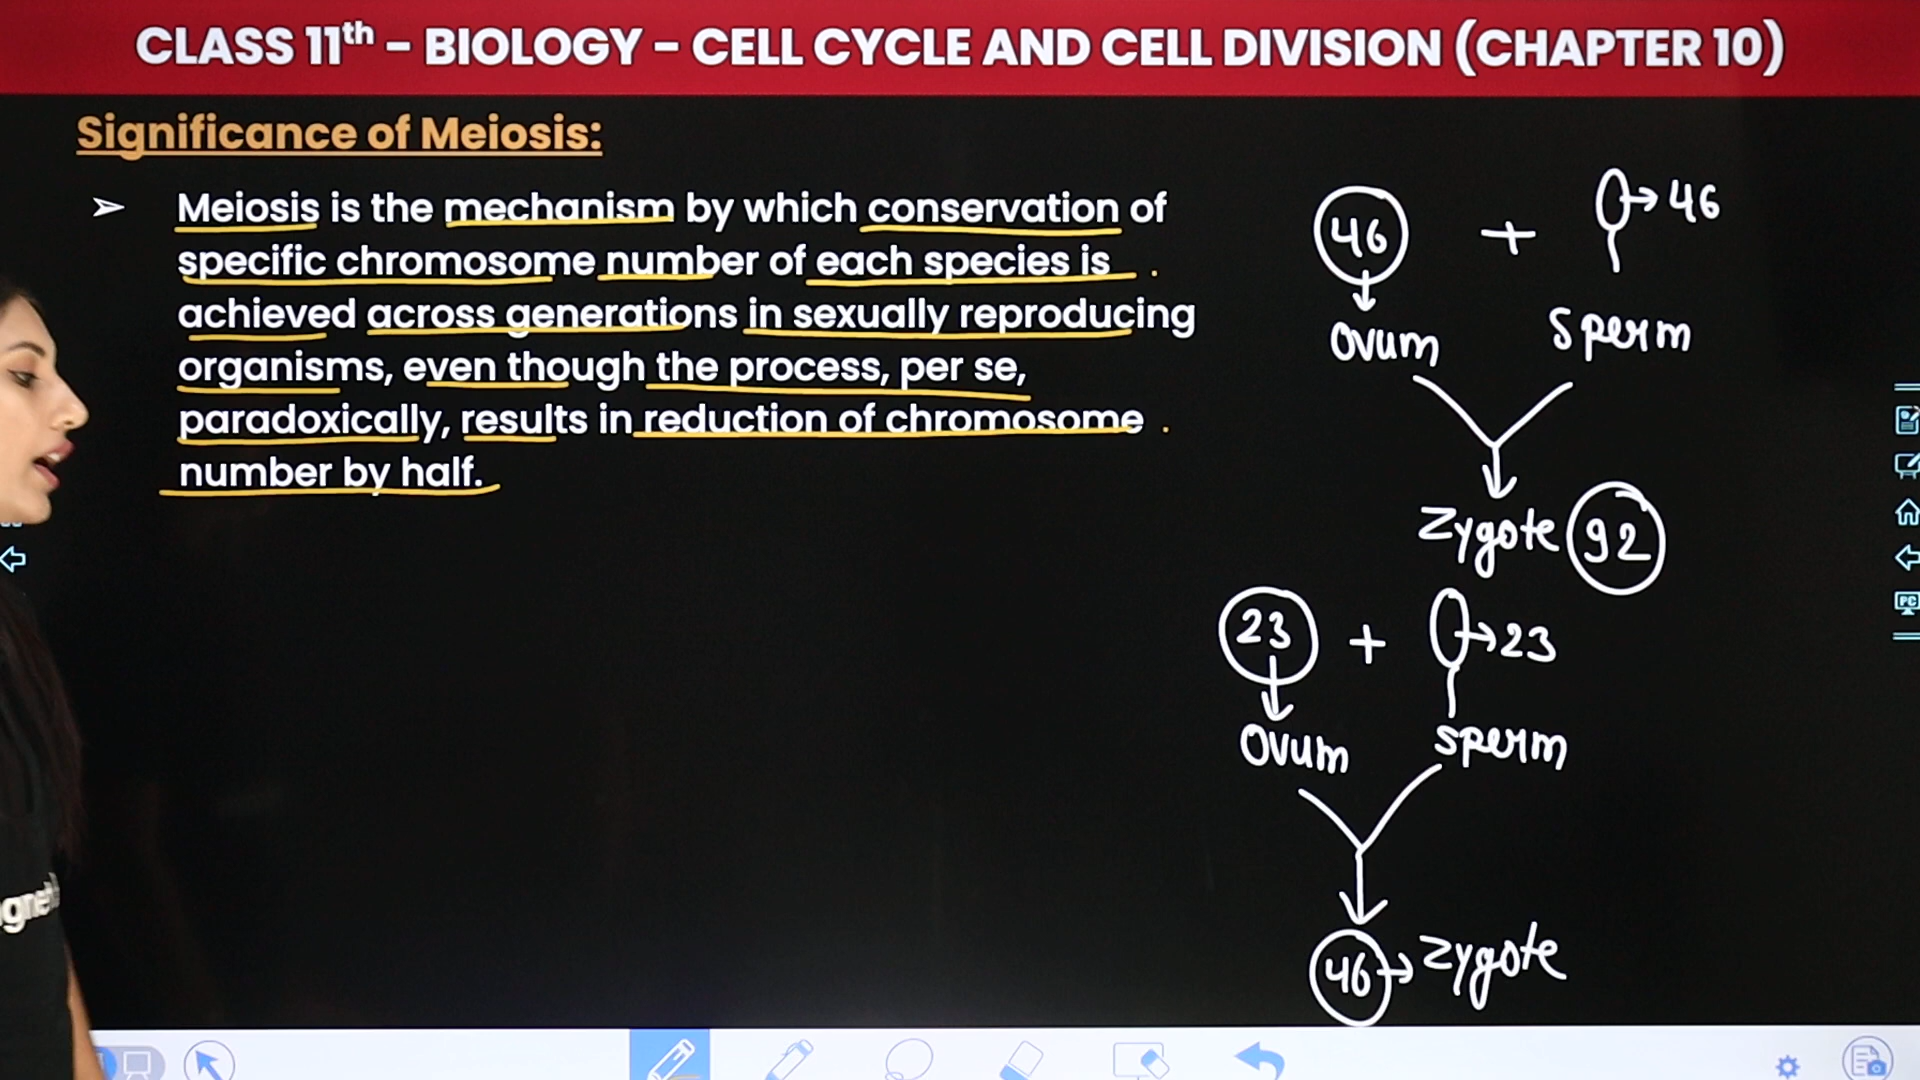 CLASS 11th - BIOLOGY - CELL CYCLE AND CELL DIVISION (CHAPTER 10)
Significance of Meiosis:
➢ Meiosis is the mechanism by which conservation of
specific chromosome number of each species is
achieved across generations in sexually reproducing
organisms, even though the process, per se,
paradoxically, results in reduction of chromosome
number by half.
46 + → 46
Ovum Sperm
Zygote 92
23 + → 23
Ovum Sperm
46 → Zygote
PC